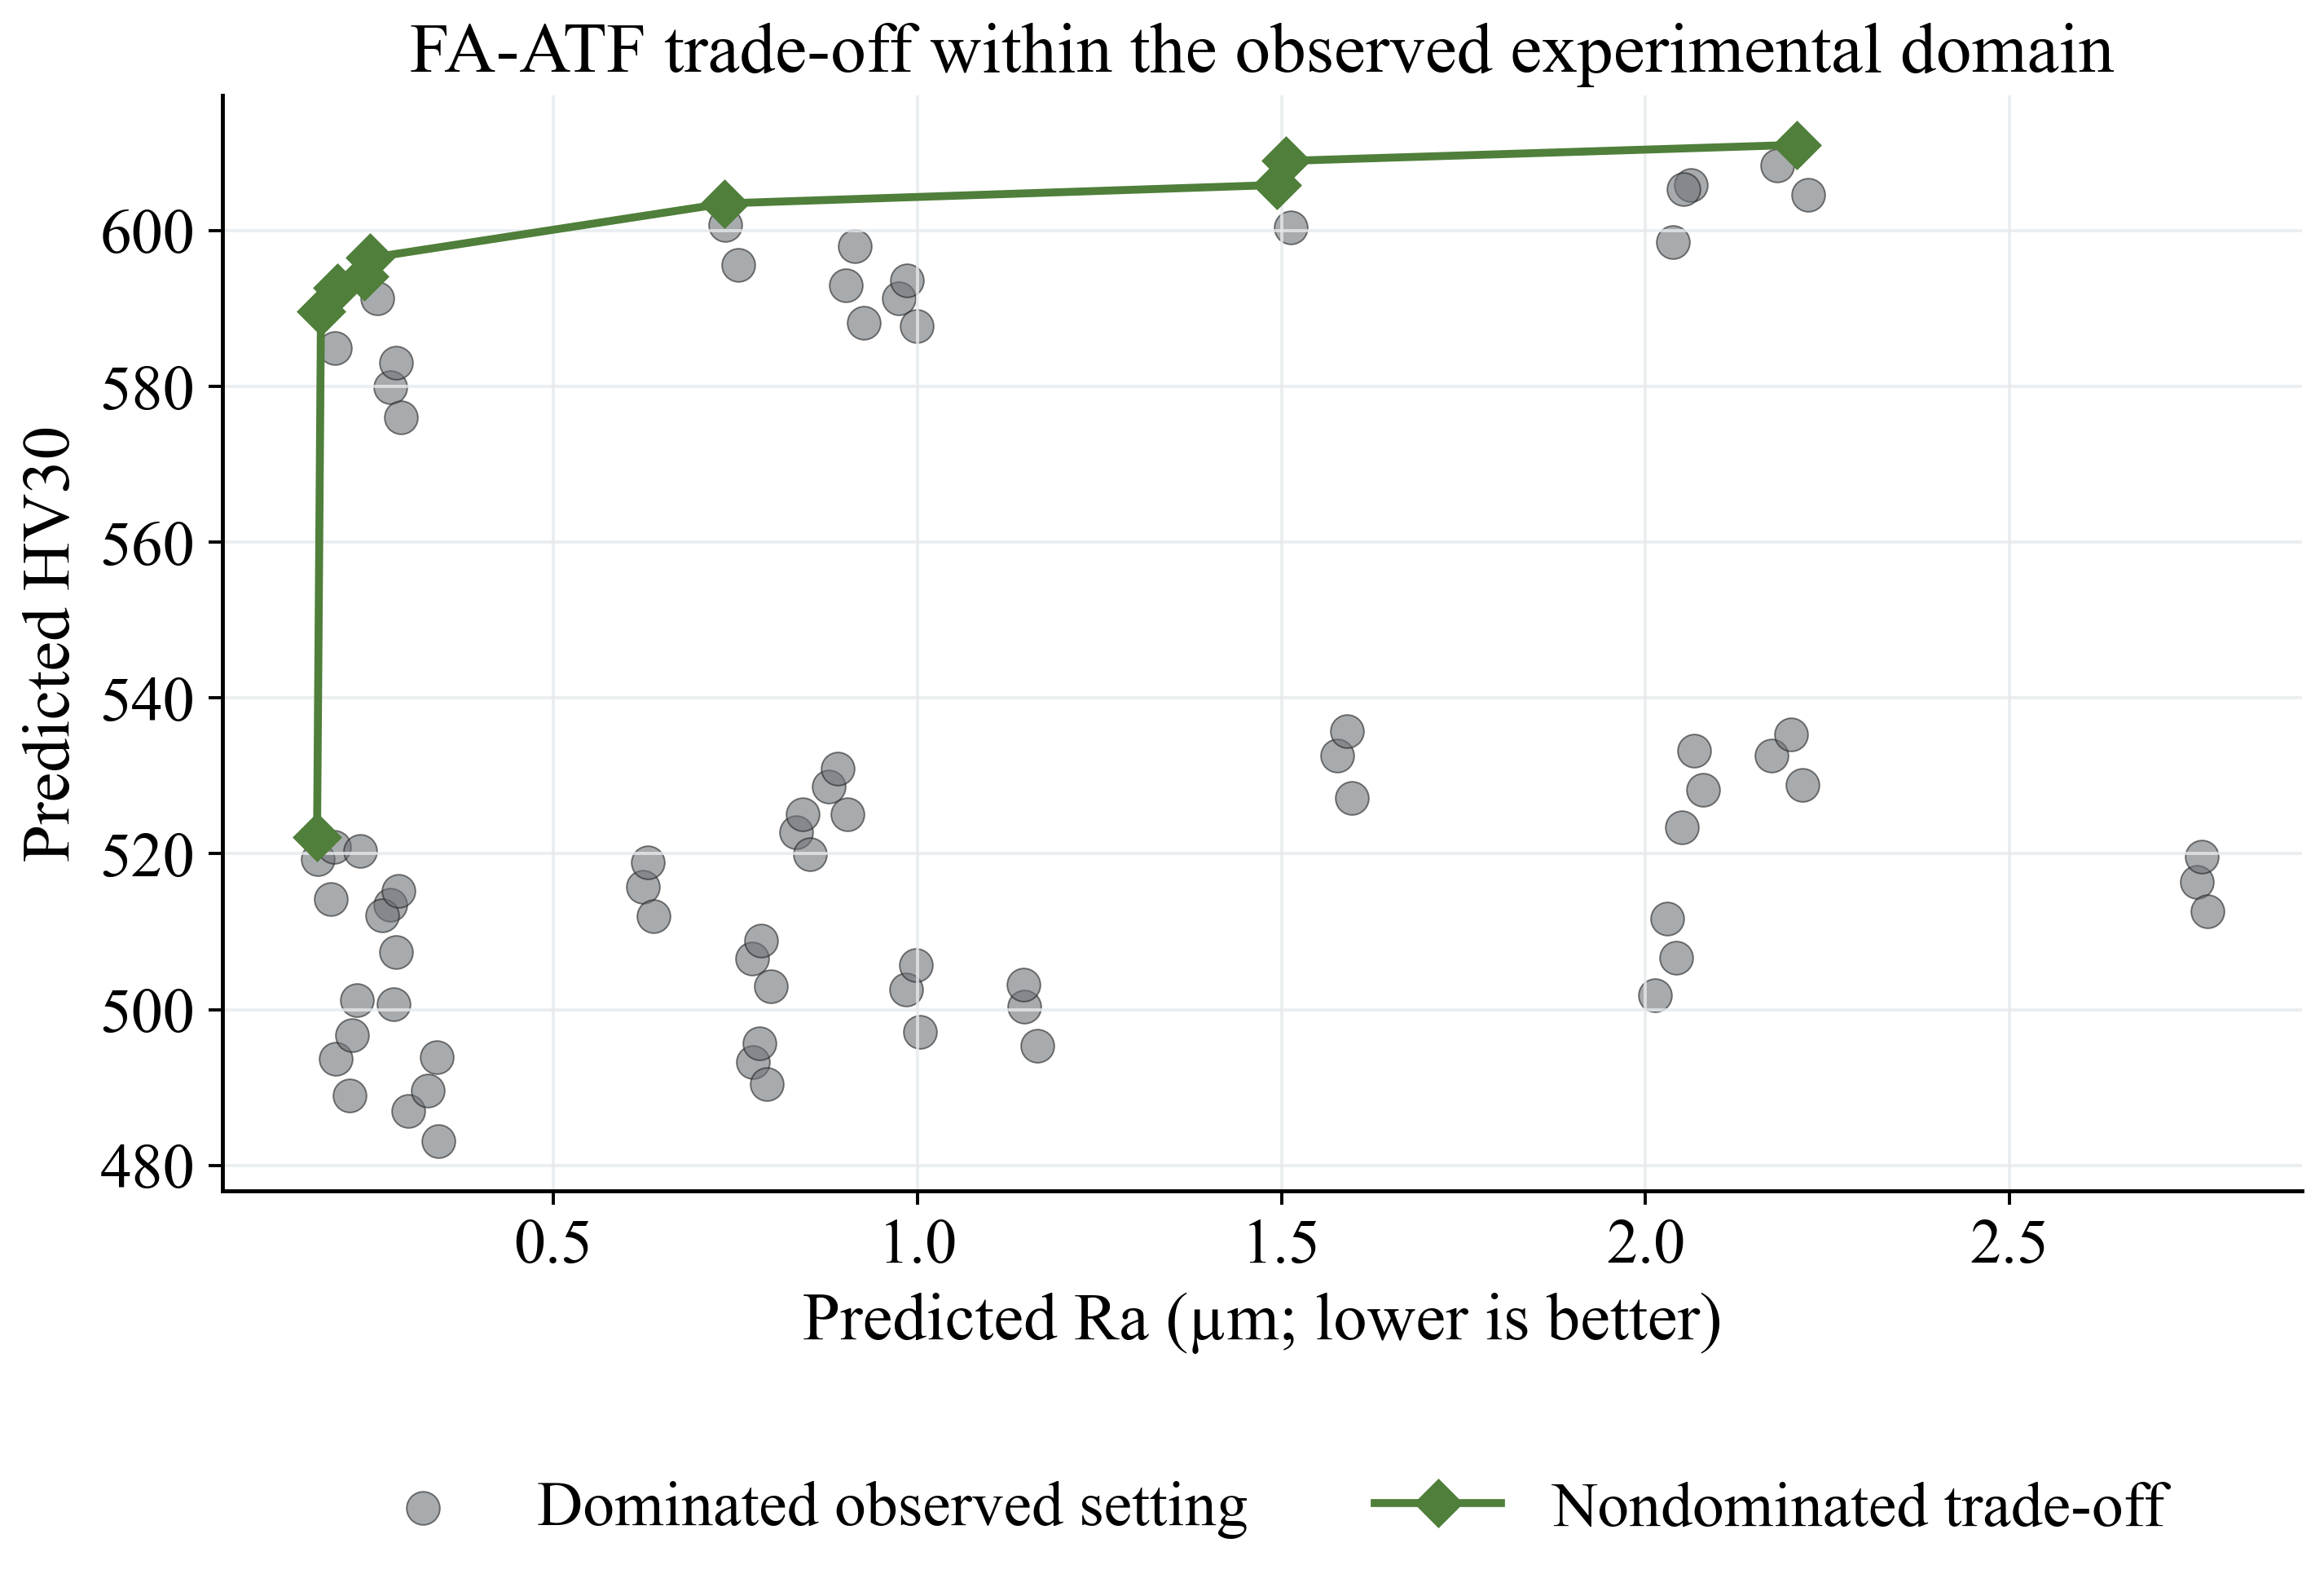 FA-ATF trade-off within the observed experimental domain
Predicted HV30
600
580
560
540
520
500
480
0.5 1.0 1.5 2.0 2.5
Predicted Ra (μm; lower is better)
Dominated observed setting
Nondominated trade-off